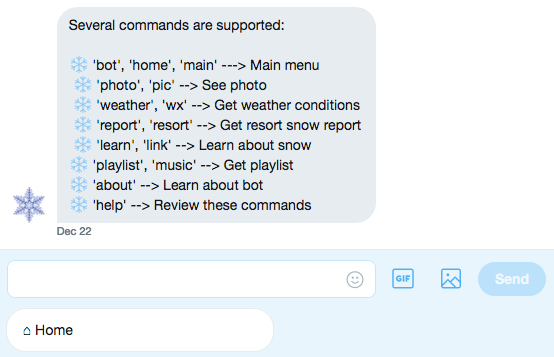 Several commands are supported:
❄️ 'bot', 'home', 'main' ---> Main menu
❄️ 'photo', 'pic' --> See photo
❄️ 'weather', 'wx' --> Get weather conditions
❄️ 'report', 'resort' --> Get resort snow report
❄️ 'learn', 'link' --> Learn about snow
❄️ 'playlist', 'music' --> Get playlist
❄️ 'about' --> Learn about bot
❄️ 'help' --> Review these commands
Dec 22
GIF
Send
⌂ Home